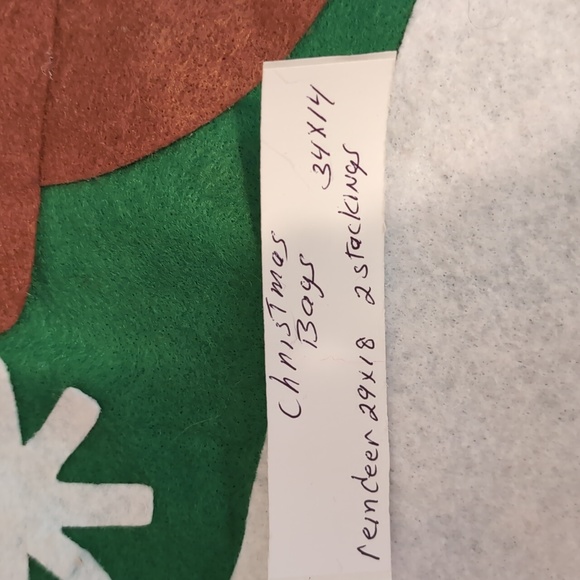 Christmas
Bags
34x14
reindeer 29x18 2 stackings